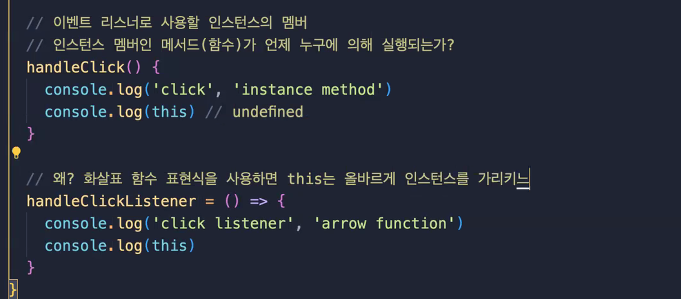 // 이벤트 리스너로 사용할 인스턴스의 멤버
// 인스턴스 멤버인 메서드(함수)가 언제 누구에 의해 실행되는가?
handleClick() {
console.log('click', 'instance method')
console.log(this) // undefined
}
// 왜? 화살표 함수 표현식을 사용하면 this는 올바르게 인스턴스를 가리키느
handleClickListener = () => {
console.log('click listener', 'arrow function')
console.log(this)
}
}